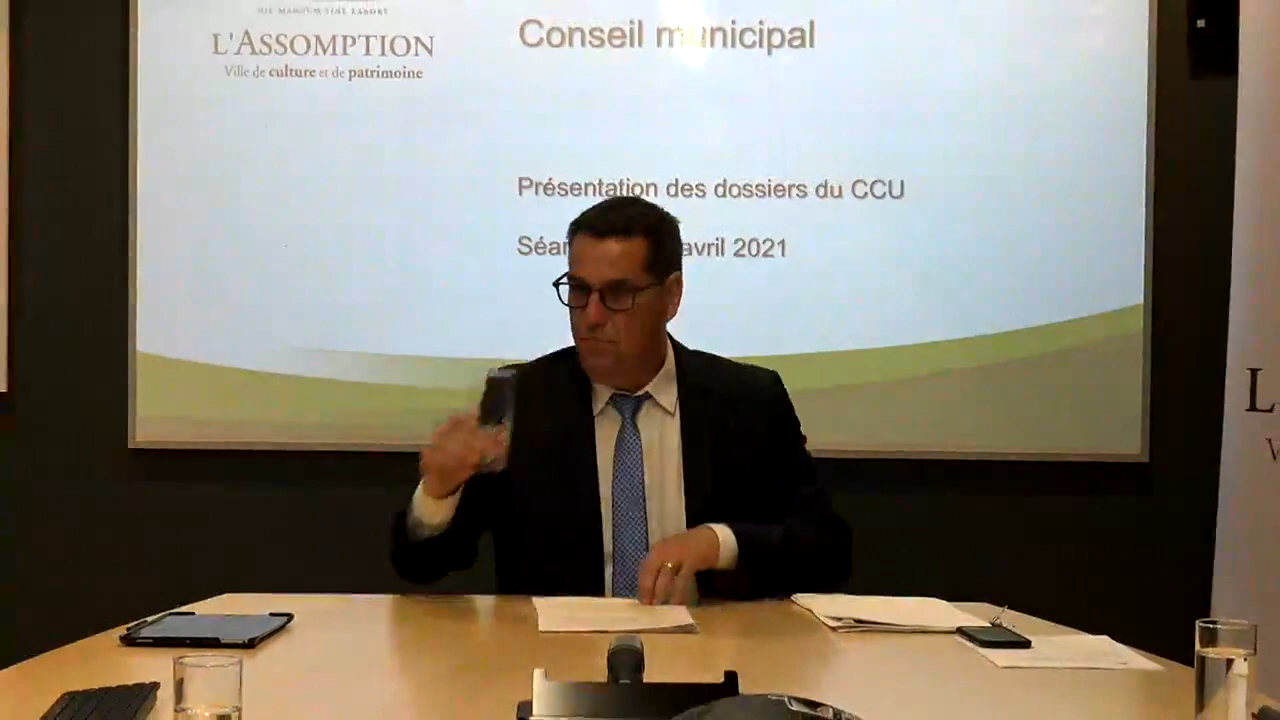 L'ASSOMPTION
Ville de culture et de patrimoine
Conseil municipal
Présentation des dossiers du CCU
avril 2021